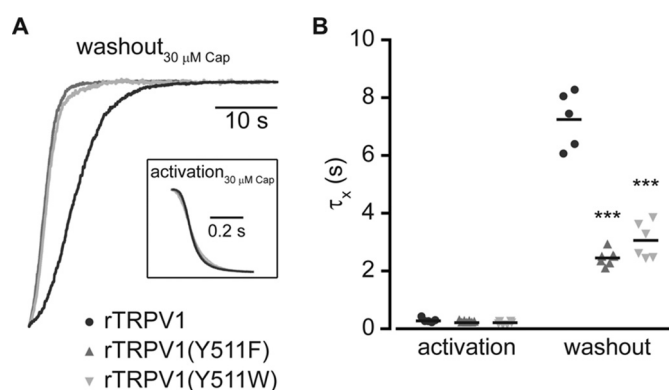 A
washout30 μM Cap
10 s
activation30 μM Cap
0.2 s
rTRPV1
rTRPV1(Y511F)
rTRPV1(Y511W)
B
τx (s)
10
8
6
4
2
0
***
***
activation
washout